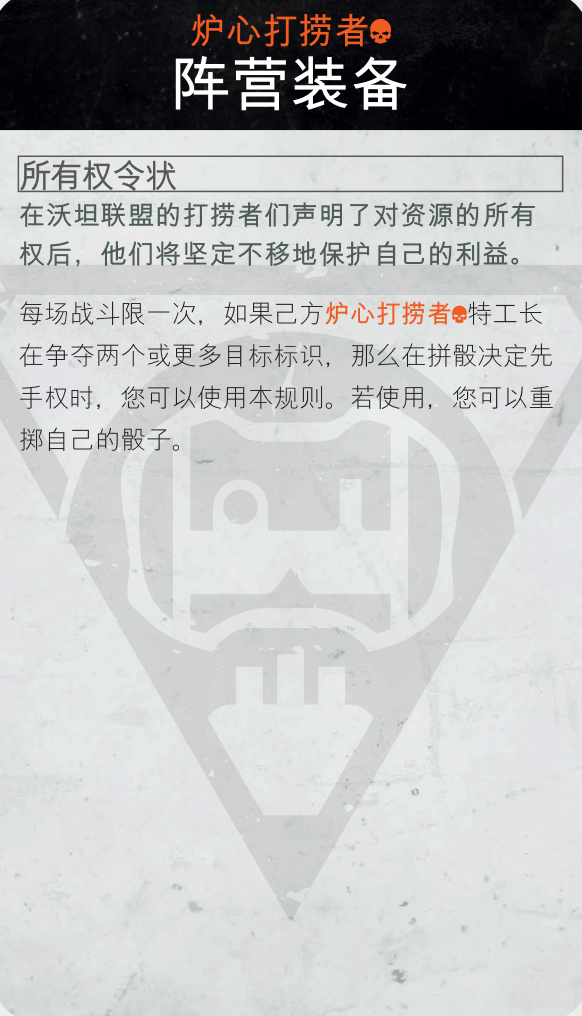 炉心打捞者
阵营装备
所有权令状
在沃坦联盟的打捞者们声明了对资源的所有
权后，他们将坚定不移地保护自己的利益。
每场战斗限一次，如果己方炉心打捞者特工长
在争夺两个或更多目标标识，那么在拼骰决定先
手权时，您可以使用本规则。若使用，您可以重
掷自己的骰子。